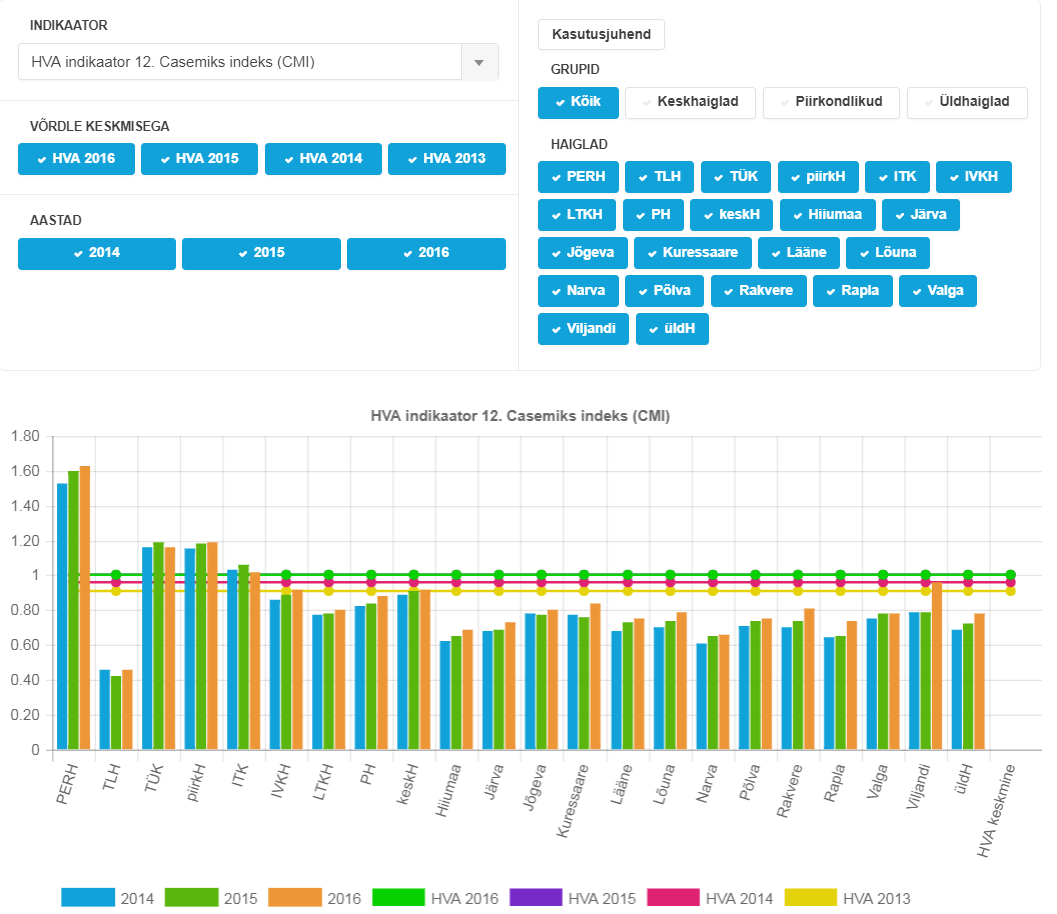 INDIKAATOR
HVA indikaator 12. Casemiks indeks (CMI)
VÕRDLE KESKMISEGA
HVA 2016 HVA 2015 HVA 2014 HVA 2013
AASTAD
2014 2015 2016
Kasutusjuhend
GRUPID
Kõik Keskhaiglad Piirkondlikud Üldhaiglad
HAIGLAD
PERH TLH TÜK piirkH ITK IVKH
LTKH PH keskH Hiiumaa Järva
Jõgeva Kuressaare Lääne Lõuna
Narva Põlva Rakvere Rapla Valga
Viljandi üldH
HVA indikaator 12. Casemiks indeks (CMI)
1.80
1.60
1.40
1.20
1
0.80
0.60
0.40
0.20
0
PERH TLH TÜK piirkH ITK IVKH LTKH PH keskH Hiiumaa Järva Jõgeva Kuressaare Lääne Lõuna Narva Põlva Rakvere Rapla Valga Viljandi üldH HVA keskmine
2014 2015 2016 HVA 2016 HVA 2015 HVA 2014 HVA 2013